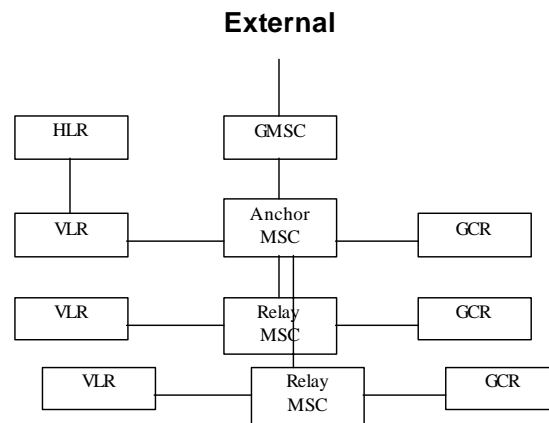 External
HLR
GMSC
VLR
Anchor
MSC
GCR
VLR
Relay
MSC
GCR
VLR
Relay
MSC
GCR